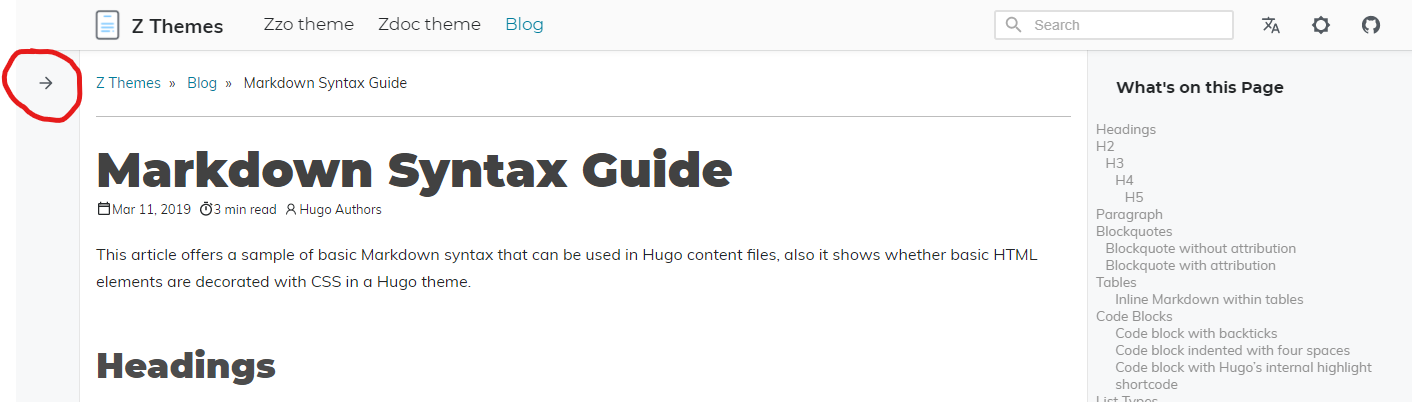 Z Themes Zzo theme Zdoc theme Blog Search
Z Themes » Blog » Markdown Syntax Guide
Markdown Syntax Guide
Mar 11, 2019 3 min read Hugo Authors
This article offers a sample of basic Markdown syntax that can be used in Hugo content files, also it shows whether basic HTML
elements are decorated with CSS in a Hugo theme.
Headings
What's on this Page
Headings
H2
H3
H4
H5
Paragraph
Blockquotes
Blockquote without attribution
Blockquote with attribution
Tables
Inline Markdown within tables
Code Blocks
Code block with backticks
Code block indented with four spaces
Code block with Hugo’s internal highlight
shortcode
List Types